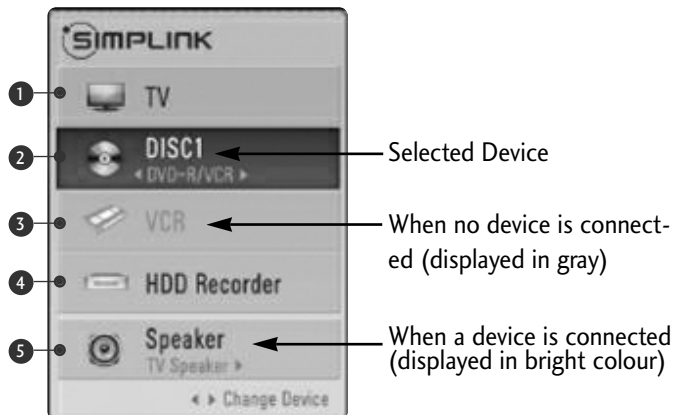 SIMPLINK
1 TV
2 DISC1
◄ DVD-R/VCR ►
Selected Device
3 VCR
When no device is connect-
ed (displayed in gray)
4 HDD Recorder
5 Speaker
TV Speaker ►
When a device is connected
(displayed in bright colour)
◄ ► Change Device